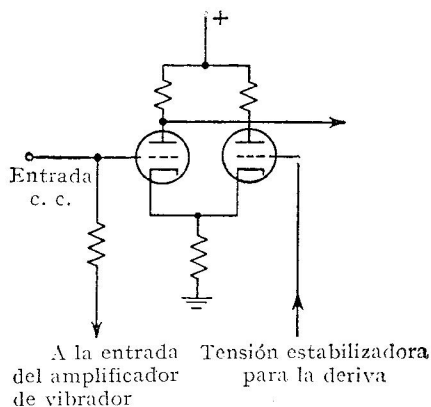 +
Entrada
c. c.
A la entrada
del amplificador
de vibrador
Tensión estabilizadora
para la deriva